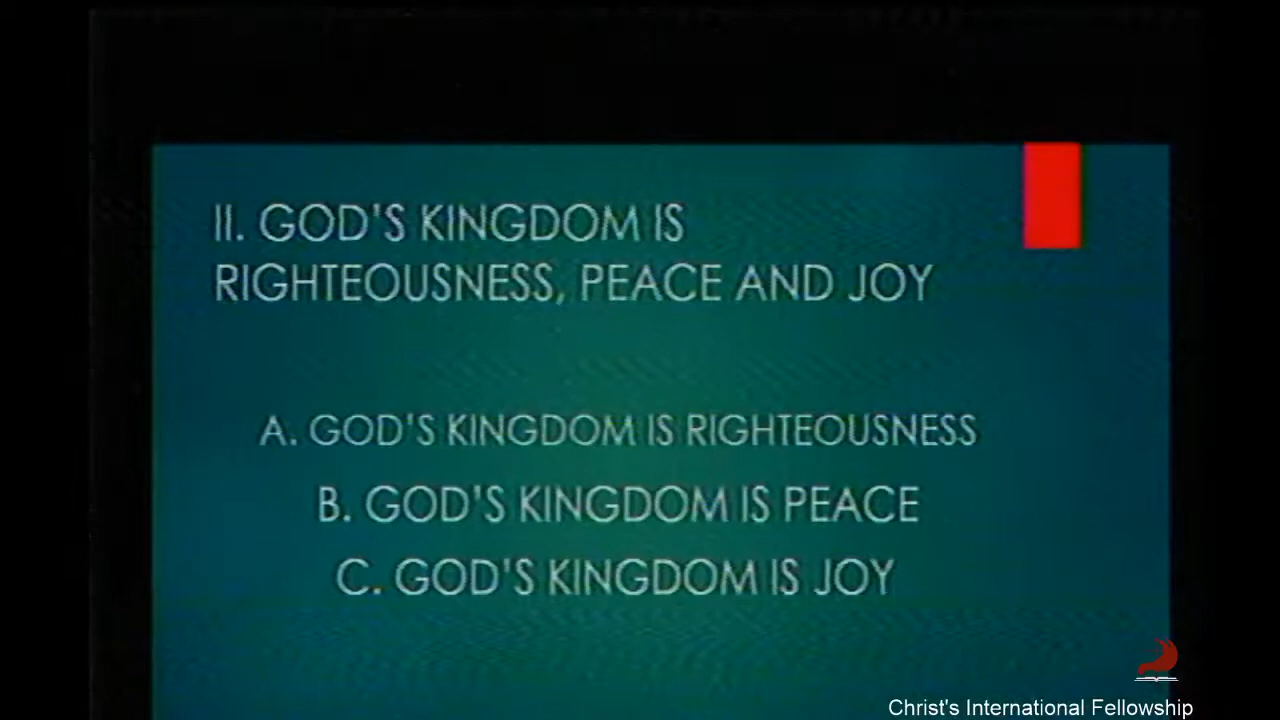 II. GOD'S KINGDOM IS
RIGHTEOUSNESS, PEACE AND JOY
A. GOD'S KINGDOM IS RIGHTEOUSNESS
B. GOD'S KINGDOM IS PEACE
C. GOD'S KINGDOM IS JOY
Christ's International Fellowship